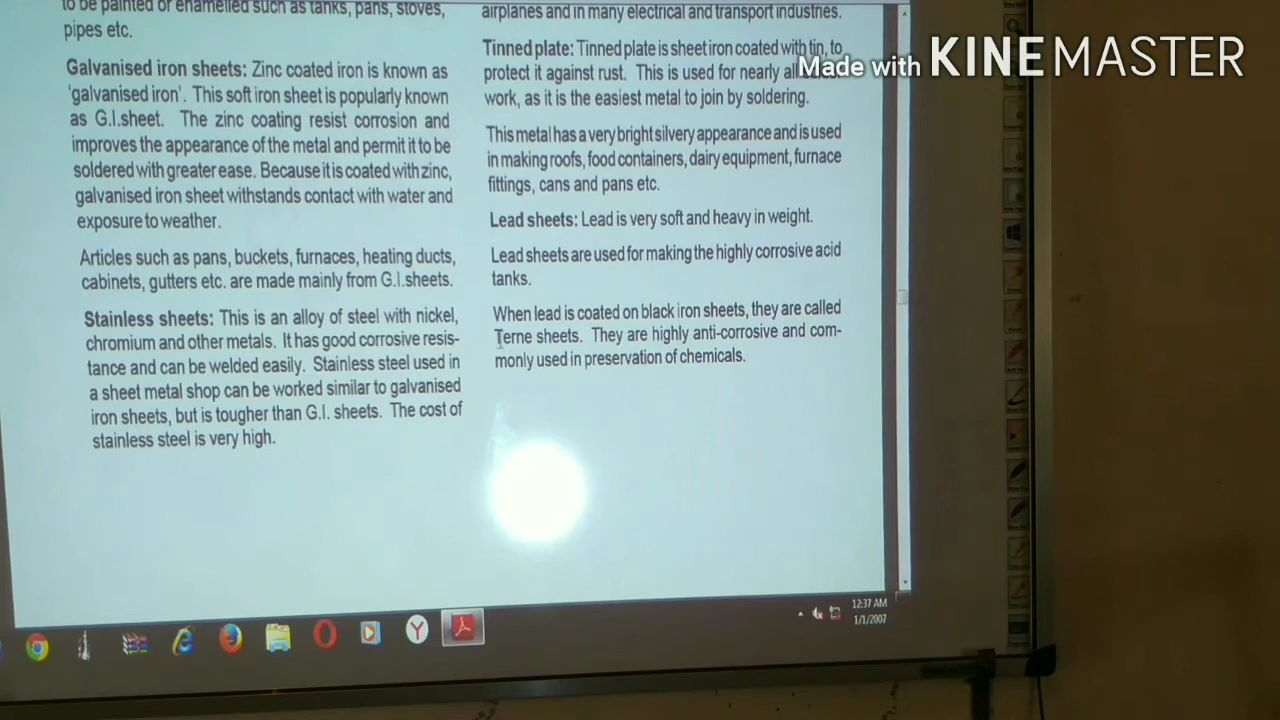 to be painted or enamelled such as tanks, pans, stoves,
pipes etc.
Galvanised iron sheets: Zinc coated iron is known as
'galvanised iron'. This soft iron sheet is popularly known
as G.I.sheet. The zinc coating resist corrosion and
improves the appearance of the metal and permit it to be
soldered with greater ease. Because it is coated with zinc,
galvanised iron sheet withstands contact with water and
exposure to weather.
Articles such as pans, buckets, furnaces, heating ducts,
cabinets, gutters etc. are made mainly from G.I.sheets.
Stainless sheets: This is an alloy of steel with nickel,
chromium and other metals. It has good corrosive resis-
tance and can be welded easily. Stainless steel used in
a sheet metal shop can be worked similar to galvanised
iron sheets, but is tougher than G.I. sheets. The cost of
stainless steel is very high.
airplanes and in many electrical and transport industries.
Tinned plate: Tinned plate is sheet iron coated with tin, to
protect it against rust. This is used for nearly all
work, as it is the easiest metal to join by soldering.
This metal has a very bright silvery appearance and is used
in making roofs, food containers, dairy equipment, furnace
fittings, cans and pans etc.
Lead sheets: Lead is very soft and heavy in weight.
Lead sheets are used for making the highly corrosive acid
tanks.
When lead is coated on black iron sheets, they are called
Terne sheets. They are highly anti-corrosive and com-
monly used in preservation of chemicals.
Made with KINEMASTER
12:37 AM
1/1/2007